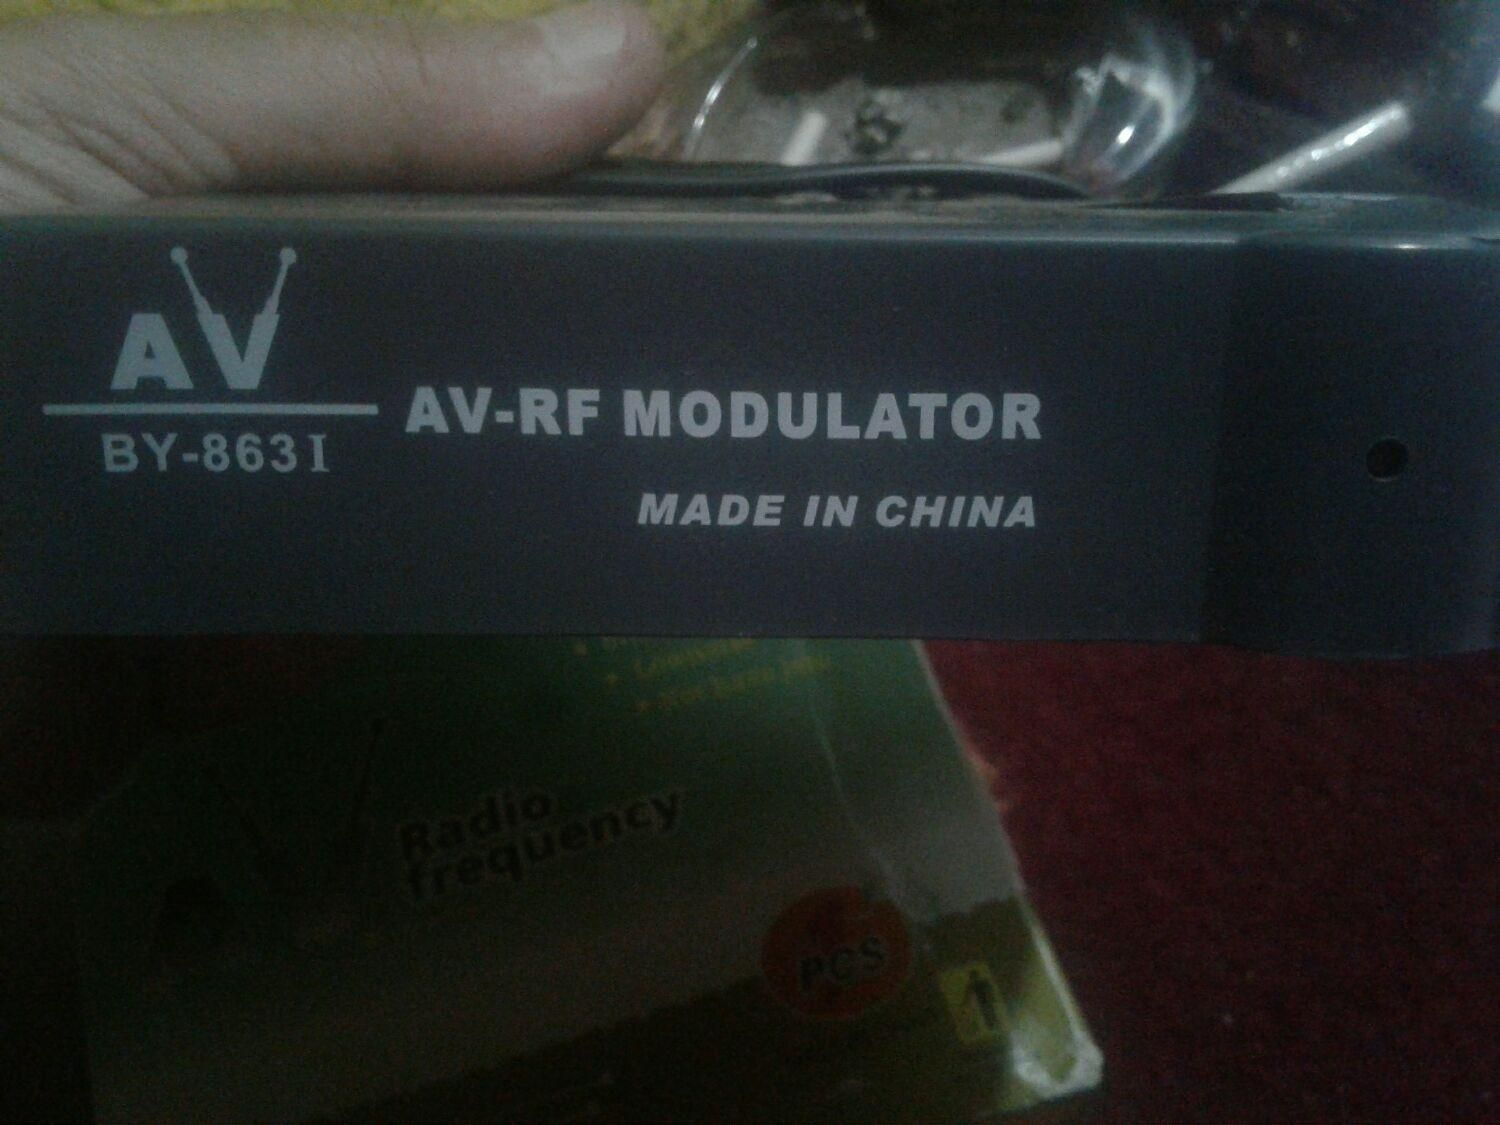 AV
BY-863I
AV-RF MODULATOR
MADE IN CHINA
Radio
frequency
PCS